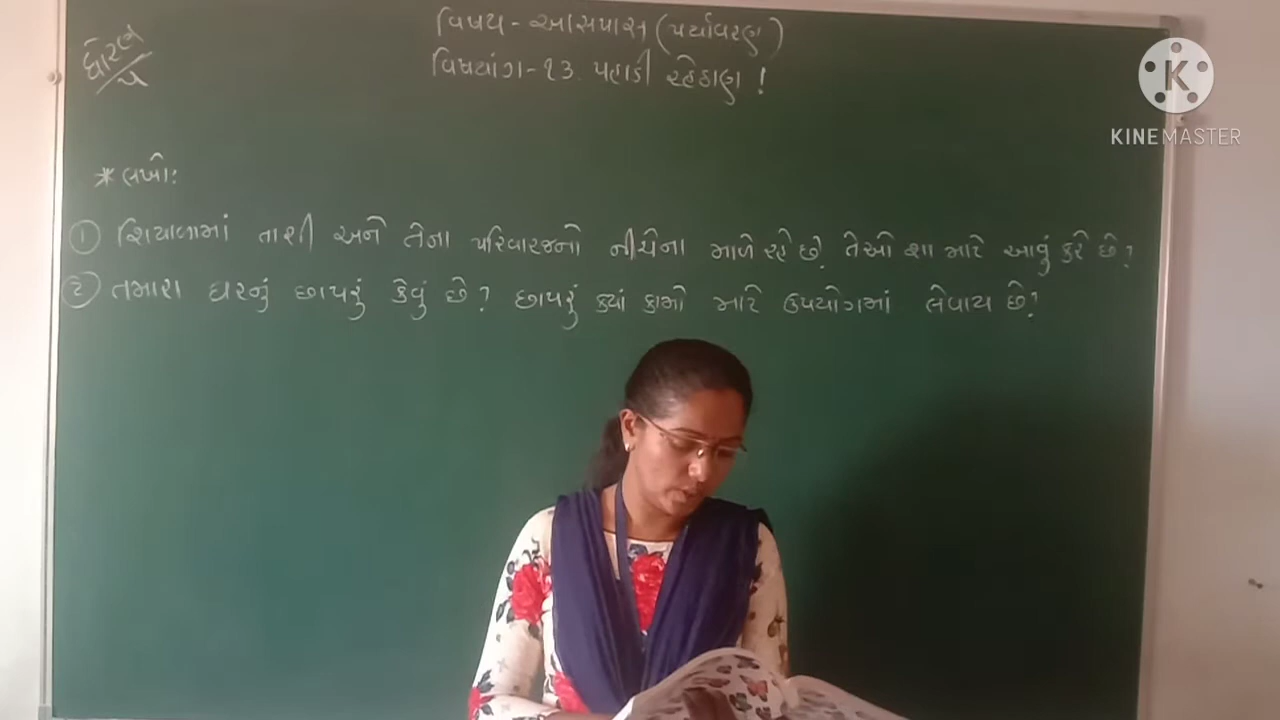 ધોરણ
૫
વિષય - આસપાસ (પર્યાવરણ)
વિષયાંગ - ૧૩. પહાડી રહેઠાણ !
* લખો:
① શિયાળામાં તાશી અને તેના પરિવારજનો નીચેના માળે રહે છે. તેઓ શા માટે આવું કરે છે?
② તમારા ઘરનું છાપરું કેવું છે? છાપરું ક્યાં કામો માટે ઉપયોગમાં લેવાય છે?
K
KINEMASTER